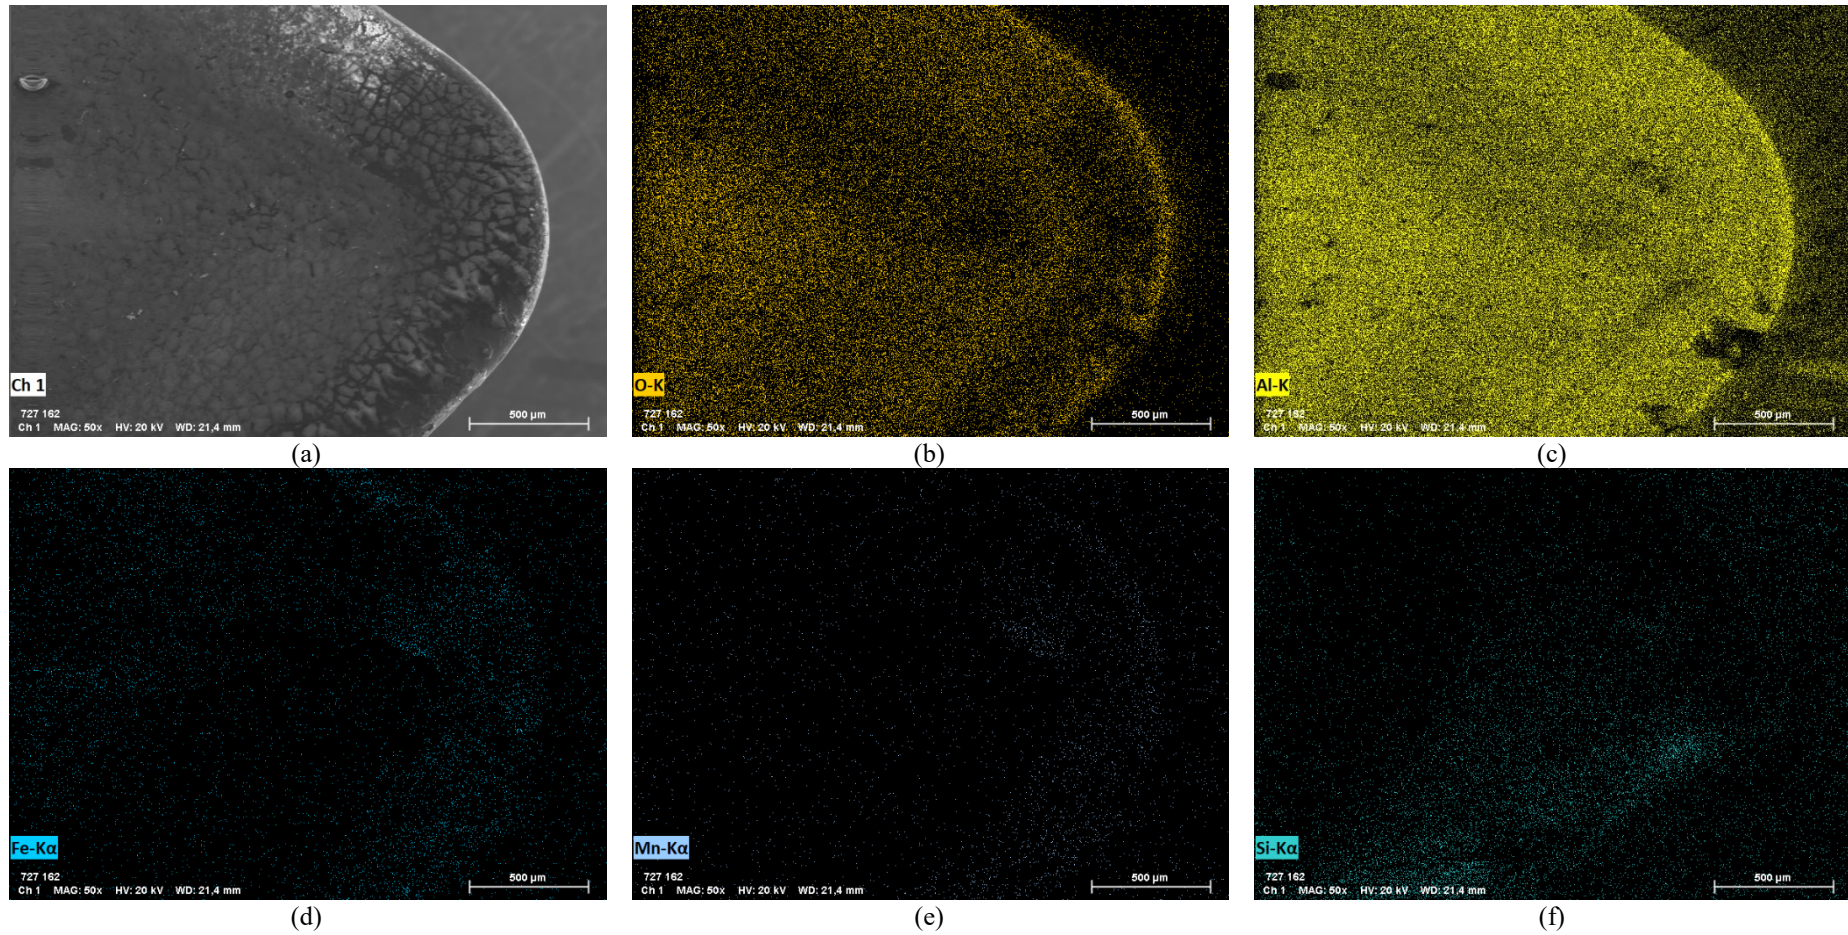 Ch 1
727 162
Ch 1 MAG: 50x HV: 20 kV WD: 21,4 mm
500 µm
(a)
O-K
727 162
Ch 1 MAG: 50x HV: 20 kV WD: 21,4 mm
500 µm
(b)
Al-K
727 162
Ch 1 MAG: 50x HV: 20 kV WD: 21,4 mm
500 µm
(c)
Fe-Kα
727 162
Ch 1 MAG: 50x HV: 20 kV WD: 21,4 mm
500 µm
(d)
Mn-Kα
727 162
Ch 1 MAG: 50x HV: 20 kV WD: 21,4 mm
500 µm
(e)
Si-Kα
727 162
Ch 1 MAG: 50x HV: 20 kV WD: 21,4 mm
500 µm
(f)